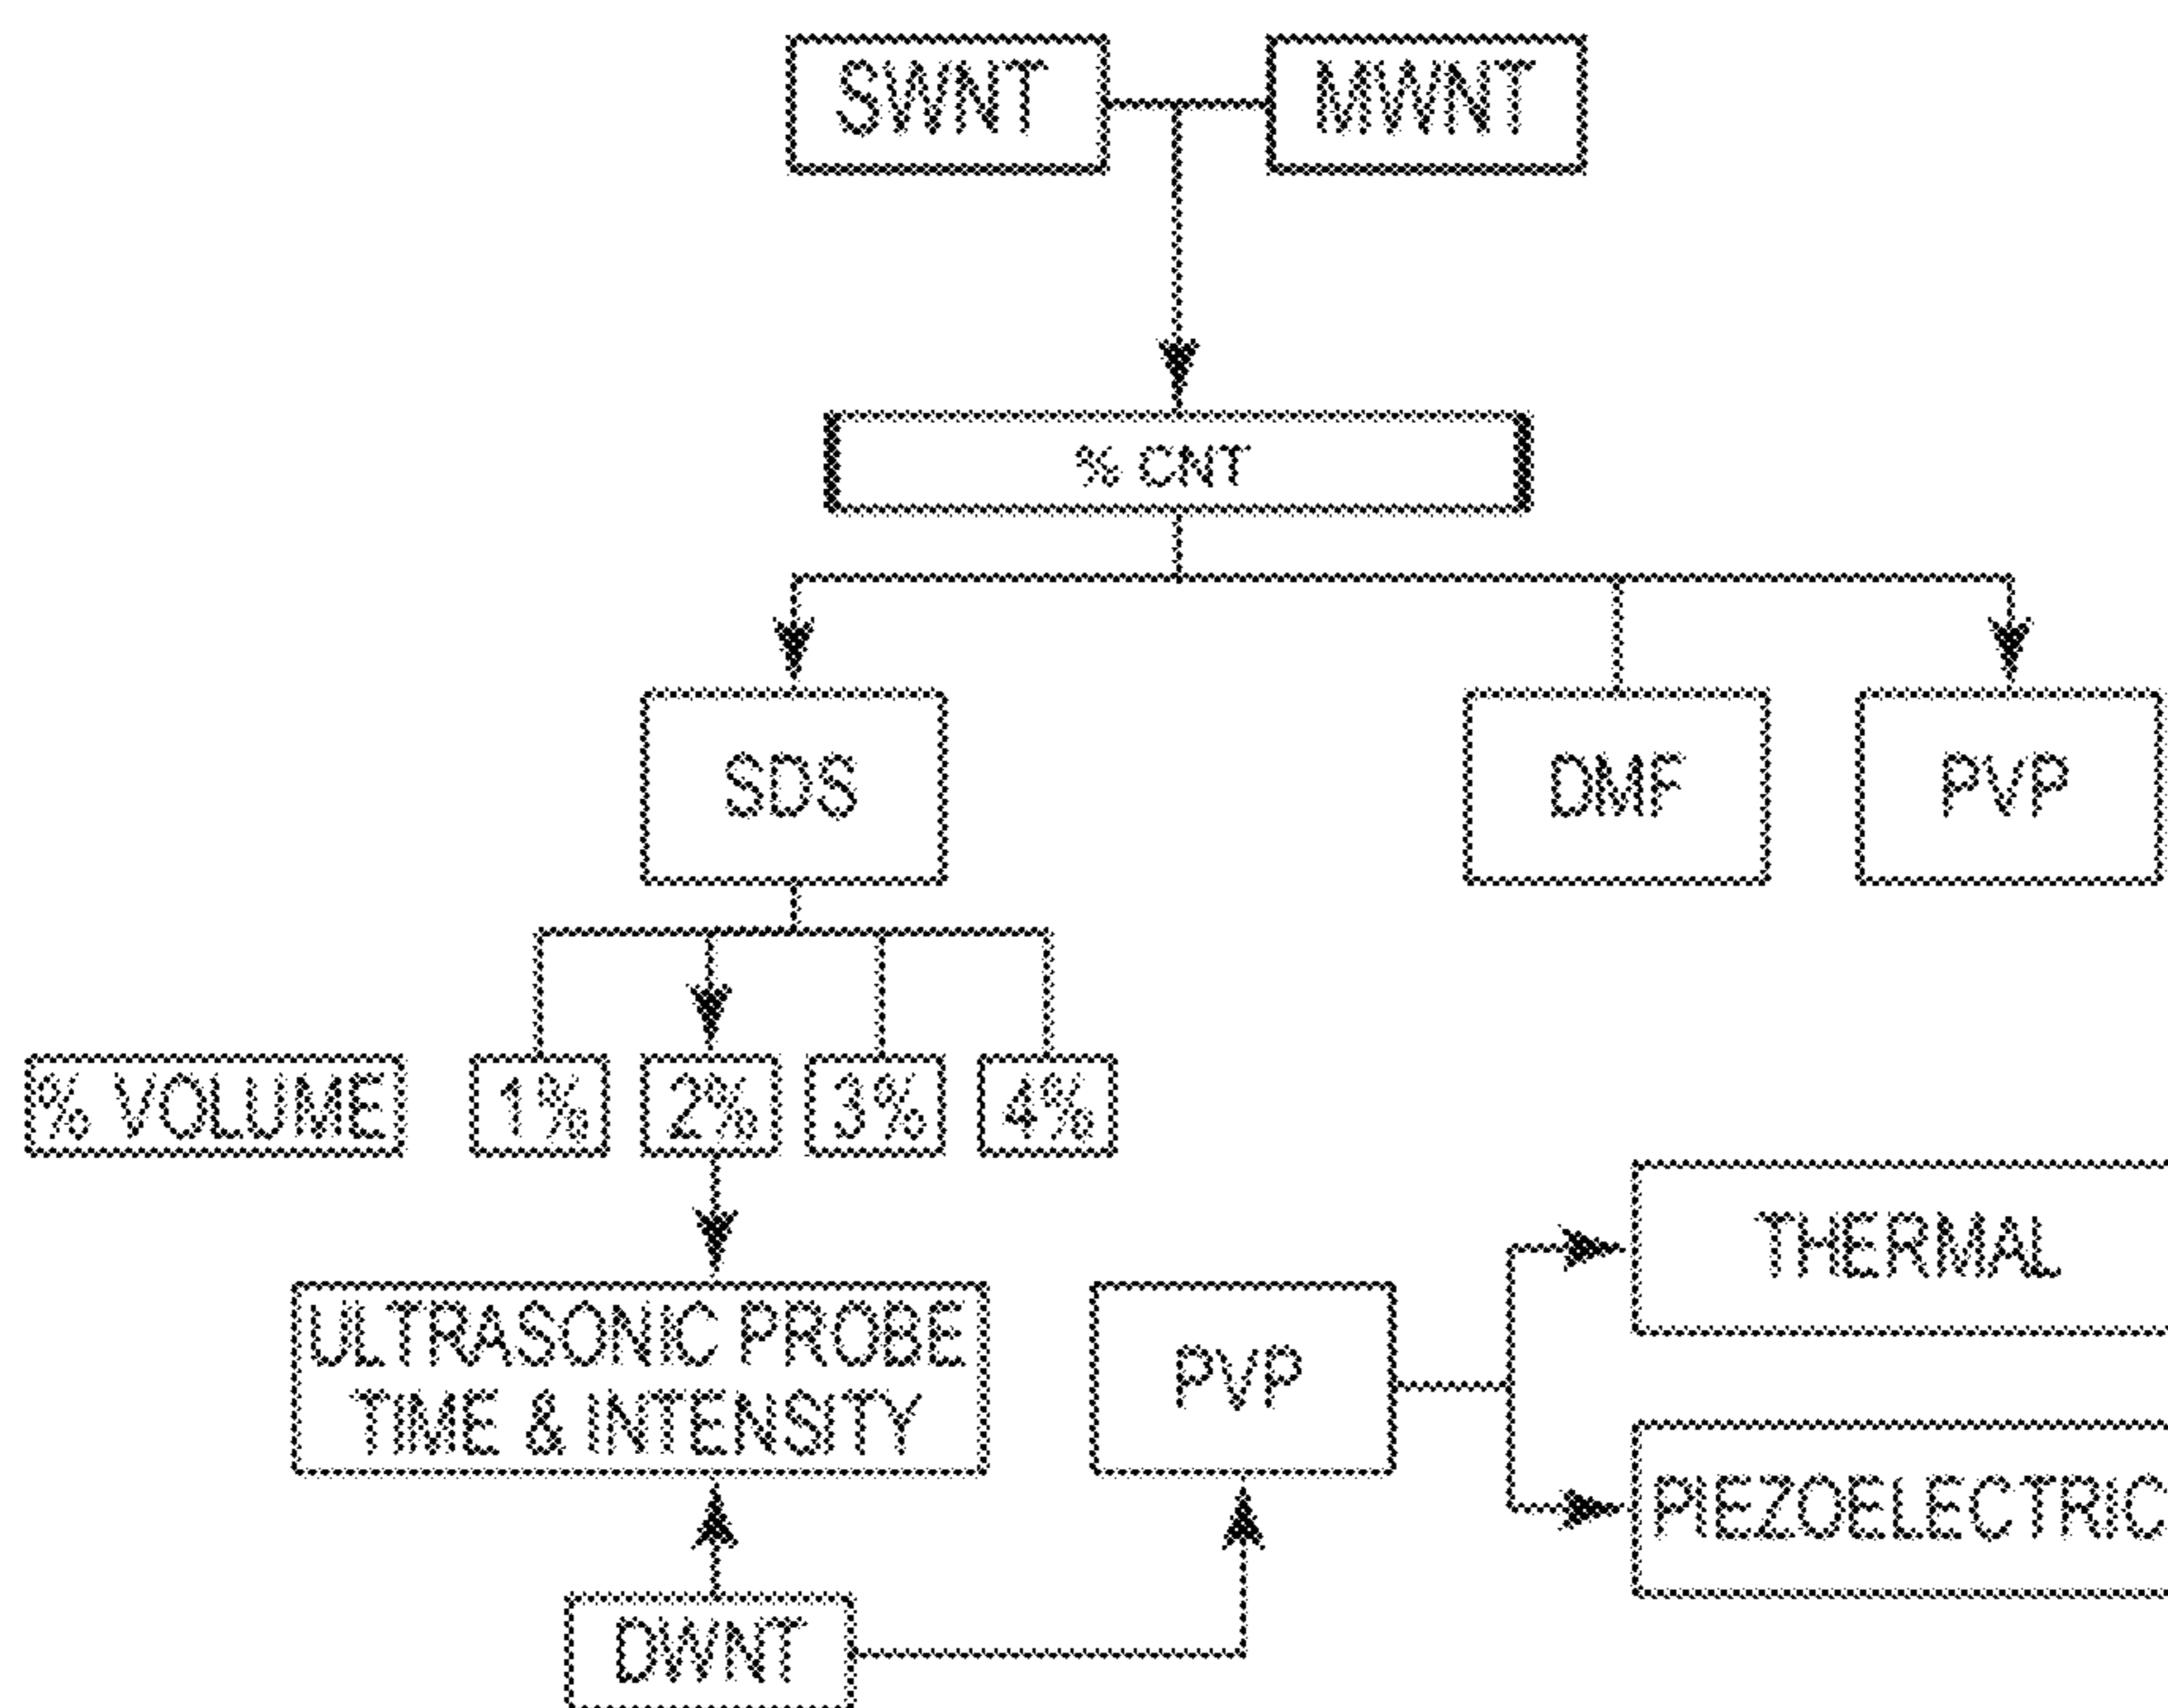 SWNT
MWNT
% CNT
SDS
DMF
PVP
% VOLUME
1%
2%
3%
4%
THERMAL
ULTRASONIC PROBE
TIME & INTENSITY
PVP
PIEZOELECTRIC
DWNT